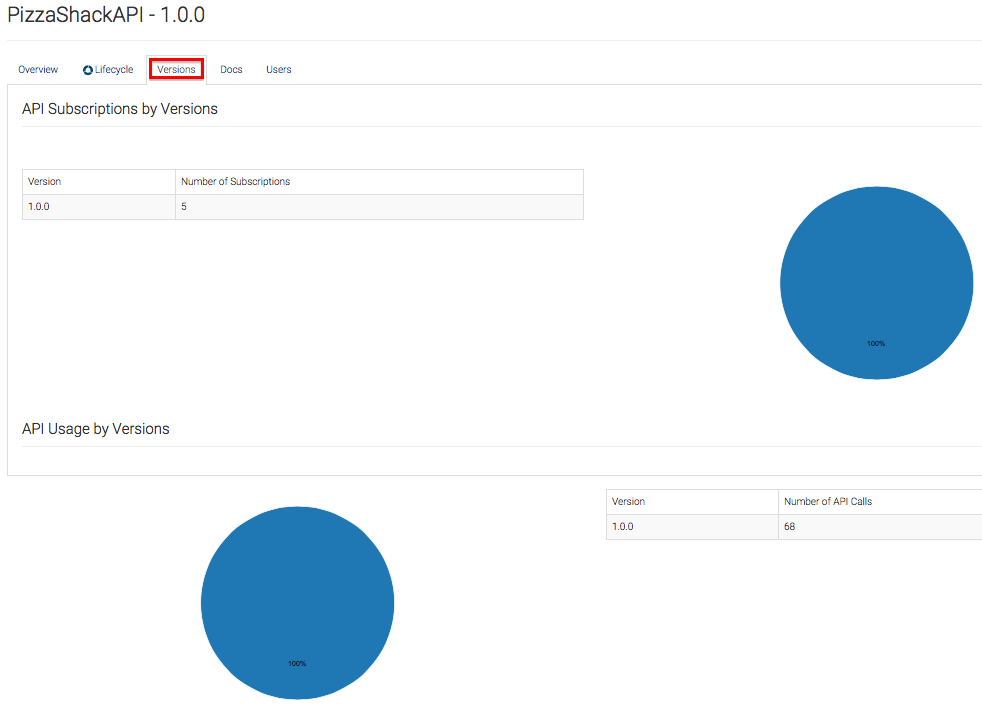 PizzaShackAPI - 1.0.0
Overview Lifecycle Versions Docs Users
API Subscriptions by Versions
Version Number of Subscriptions
1.0.0 5
100%
API Usage by Versions
Version Number of API Calls
1.0.0 68
100%